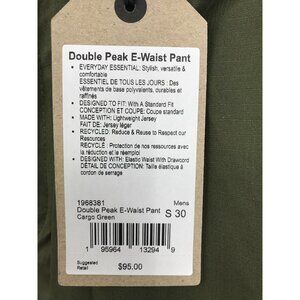 Double Peak E-Waist Pant
• EVERYDAY ESSENTIAL: Stylish, versatile &
comfortable
ESSENTIEL DE TOUS LES JOURS : Des
vêtements de base polyvalents, durables et
raffinés
• DESIGNED TO FIT: With A Standard Fit
CONCEPTION ET COUPE: Coupe standard
• MADE WITH: Lightweight Jersey
FAIT DE: Jersey léger
• RECYCLED: Reduce & Reuse to Respect our
Resources
RECYCLÉ : Protection de nos ressources avec
la réduction et le réemploi
• DESIGNED WITH: Elastic Waist With Drawcord
DÉTAIL DE CONCEPTION: Taille élastique à
cordon de serrage
1968381
Mens
Double Peak E-Waist Pant
S 30
Cargo Green
1 95964 13294 9
Suggested
Retail
$95.00